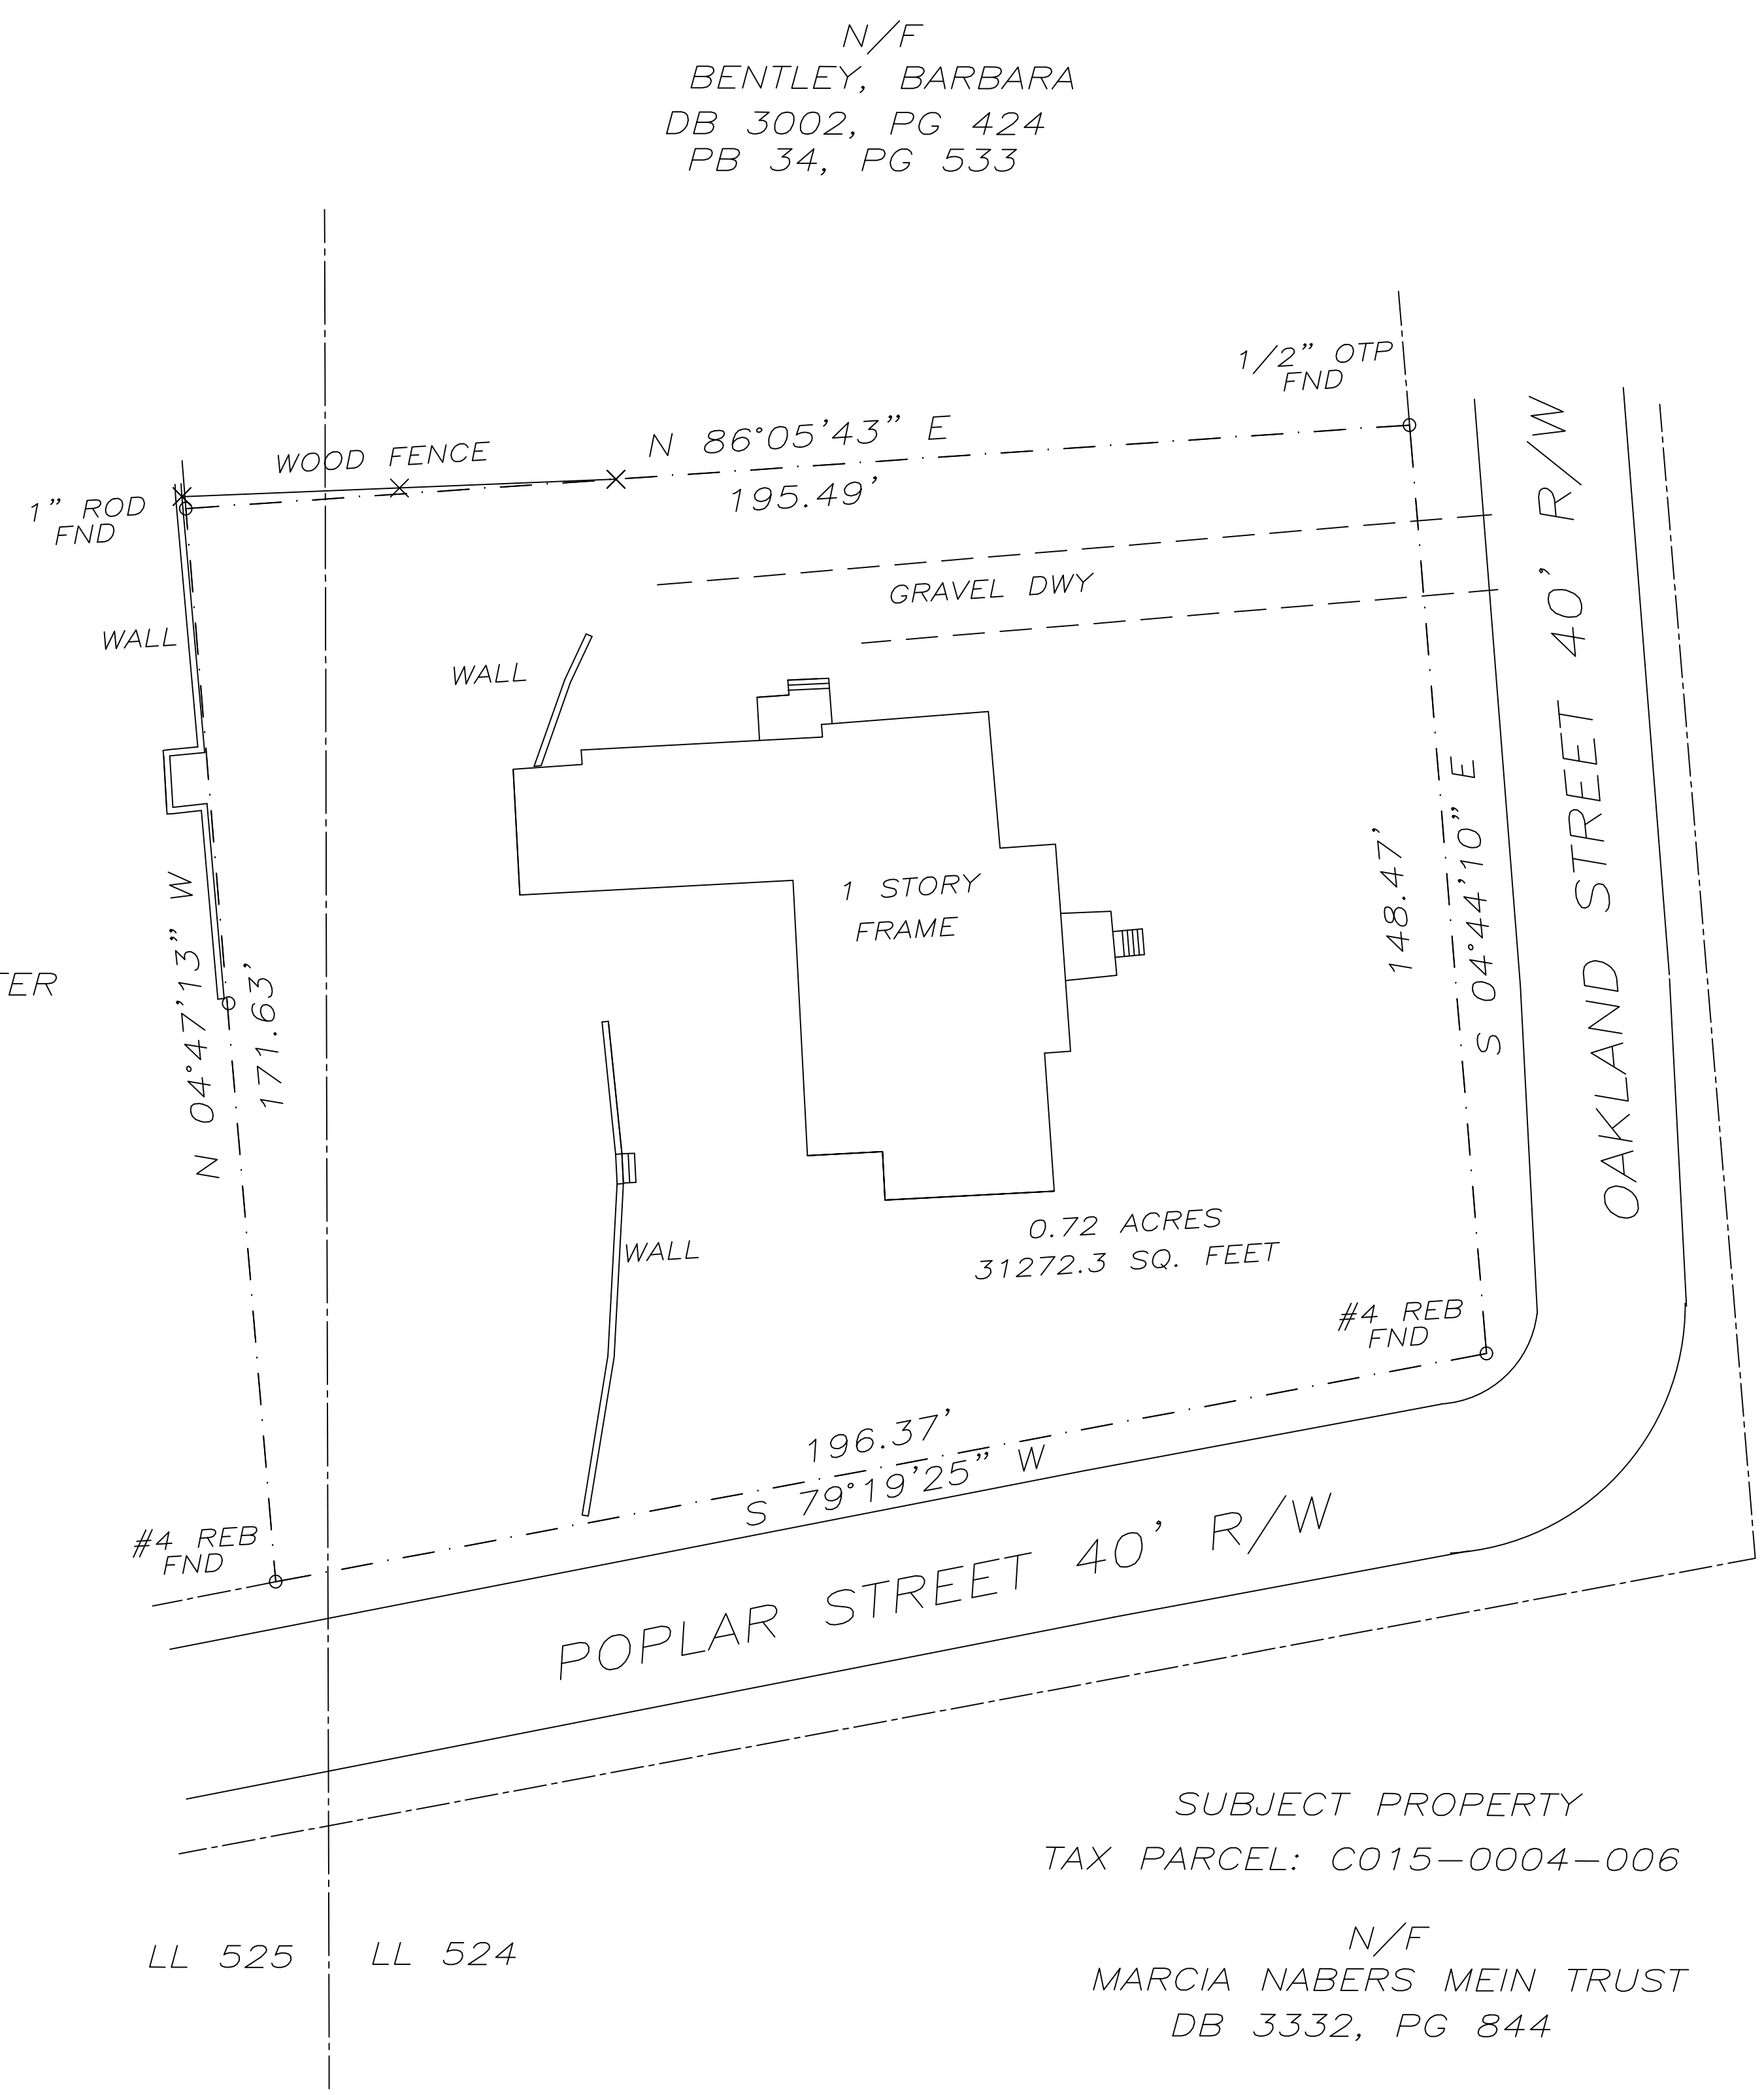 N/F
BENTLEY, BARBARA
DB 3002, PG 424
PB 34, PG 533
1/2" OTP
FND
N 86°05'43" E
195.49'
WOOD FENCE
1" ROD
FND
WALL
WALL
GRAVEL DWY
OAKLAND STREET 40' R/W
148.47'
S 04°44'10" E
1 STORY
FRAME
N 04°47'13" W
171.63'
TER
WALL
0.72 ACRES
31272.3 SQ. FEET
#4 REB
FND
196.37'
S 79°19'25" W
#4 REB
FND
POPLAR STREET 40' R/W
SUBJECT PROPERTY
TAX PARCEL: C015-0004-006
N/F
MARCIA NABERS MEIN TRUST
DB 3332, PG 844
LL 525
LL 524